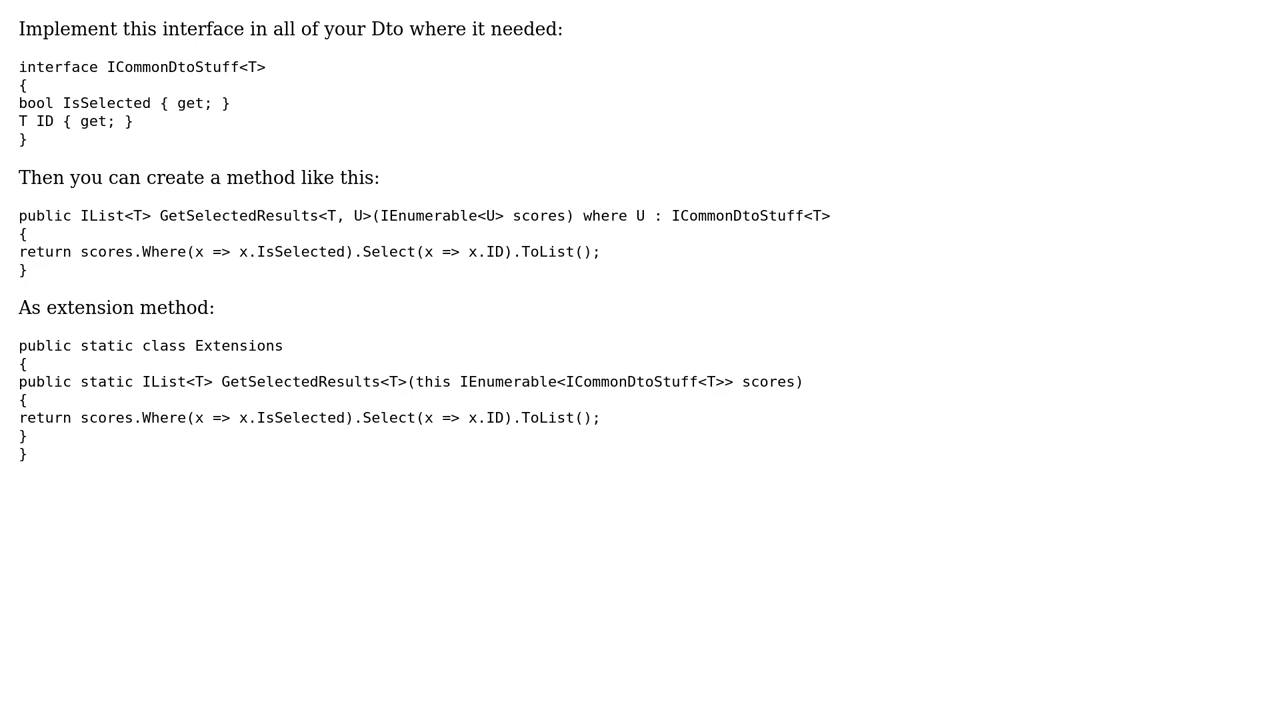 Implement this interface in all of your Dto where it needed:
interface ICommonDtoStuff<T>
{
bool IsSelected { get; }
T ID { get; }
}
Then you can create a method like this:
public IList<T> GetSelectedResults<T, U>(IEnumerable<U> scores) where U : ICommonDtoStuff<T>
{
return scores.Where(x => x.IsSelected).Select(x => x.ID).ToList();
}
As extension method:
public static class Extensions
{
public static IList<T> GetSelectedResults<T>(this IEnumerable<ICommonDtoStuff<T>> scores)
{
return scores.Where(x => x.IsSelected).Select(x => x.ID).ToList();
}
}